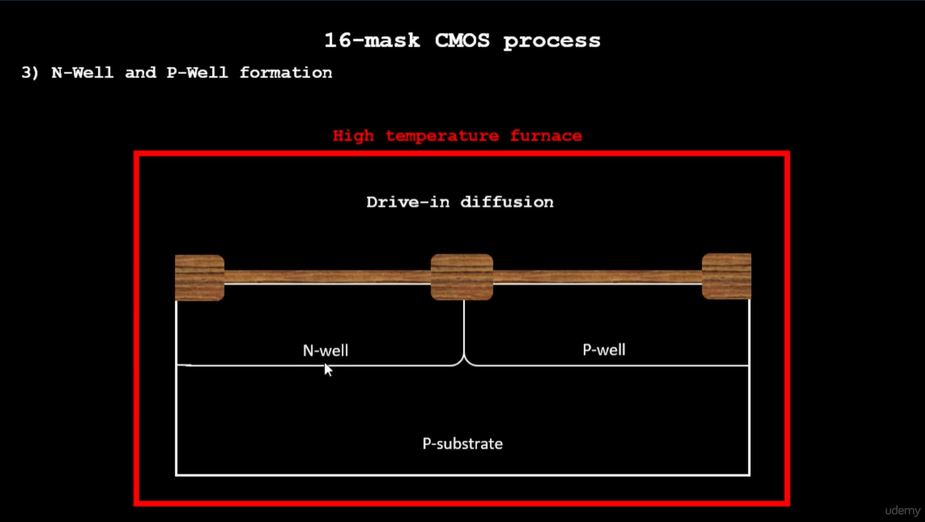 16-mask CMOS process
3) N-Well and P-Well formation
High temperature furnace
Drive-in diffusion
N-well
P-well
P-substrate
udemy